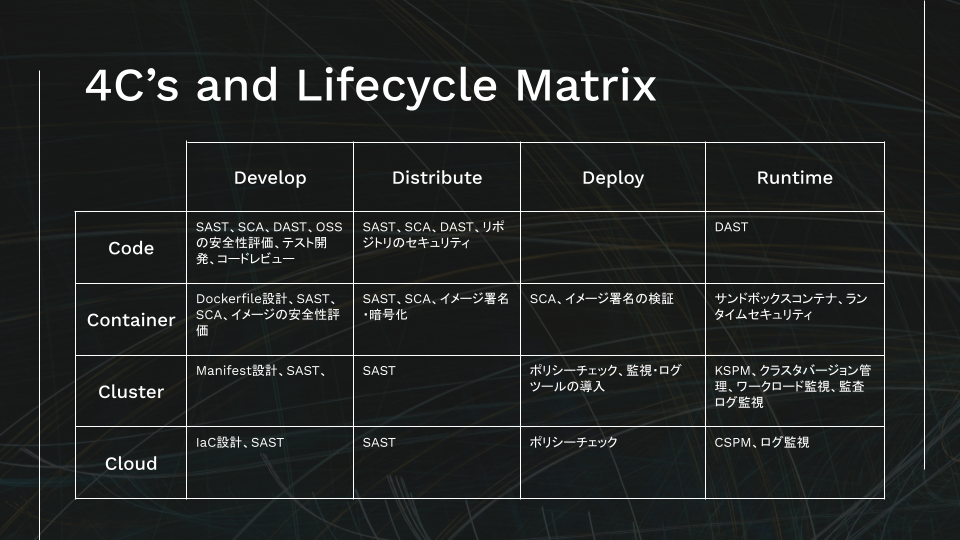 4C’s and Lifecycle Matrix
Develop
Distribute
Deploy
Runtime
Code
SAST、SCA、DAST、OSS
の安全性評価、テスト開
発、コードレビュー
SAST、SCA、DAST、リポ
ジトリのセキュリティ
DAST
Container
Dockerfile設計、SAST、
SCA、イメージの安全性評
価
SAST、SCA、イメージ署名
・暗号化
SCA、イメージ署名の検証
サンドボックスコンテナ、ラン
タイムセキュリティ
Cluster
Manifest設計、SAST、
SAST
ポリシーチェック、監視・ログ
ツールの導入
KSPM、クラスタバージョン管
理、ワークロード監視、監査
ログ監視
Cloud
IaC設計、SAST
SAST
ポリシーチェック
CSPM、ログ監視